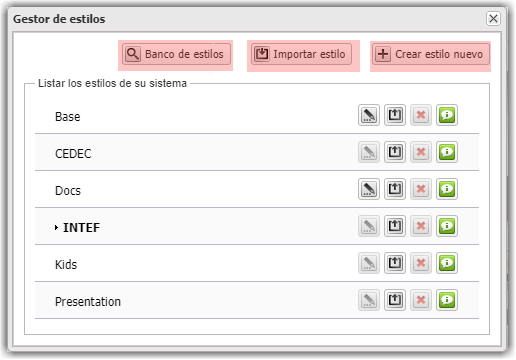 Gestor de estilos
Banco de estilos Importar estilo Crear estilo nuevo
Listar los estilos de su sistema
Base
CEDEC
Docs
INTEF
Kids
Presentation